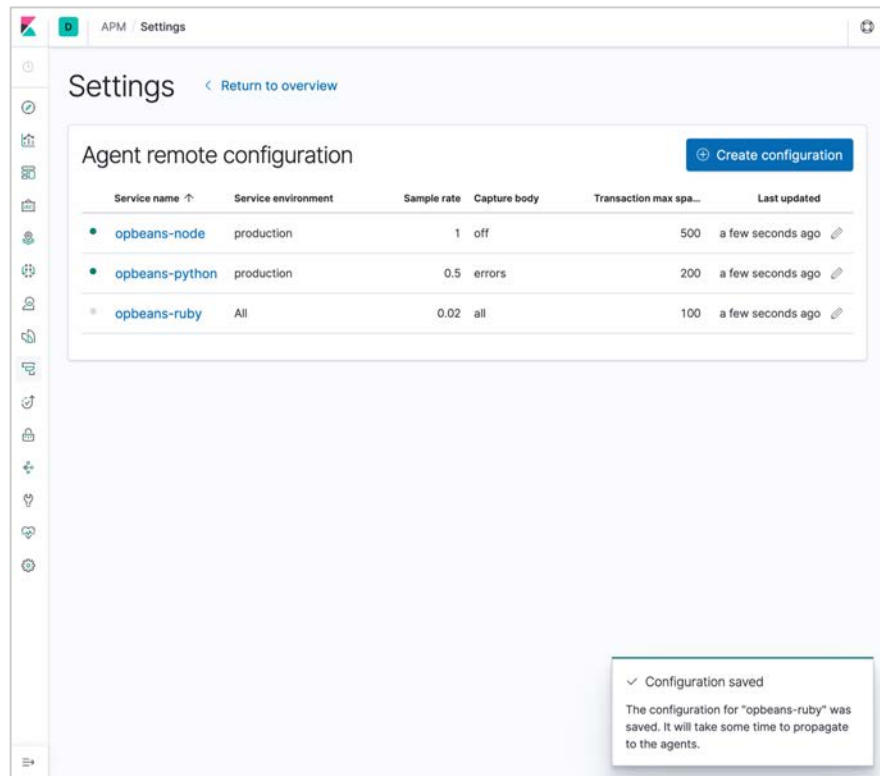 D APM / Settings
Settings < Return to overview
Agent remote configuration
Create configuration
Service name ↑ Service environment Sample rate Capture body Transaction max spa... Last updated
opbeans-node production 1 off 500 a few seconds ago
opbeans-python production 0.5 errors 200 a few seconds ago
opbeans-ruby All 0.02 all 100 a few seconds ago
Configuration saved
The configuration for "opbeans-ruby" was
saved. It will take some time to propagate
to the agents.